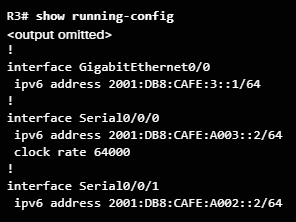 R3# show running-config
<output omitted>
!
interface GigabitEthernet0/0
ipv6 address 2001:DB8:CAFE:3::1/64
!
interface Serial0/0/0
ipv6 address 2001:DB8:CAFE:A003::2/64
clock rate 64000
!
interface Serial0/0/1
ipv6 address 2001:DB8:CAFE:A002::2/64